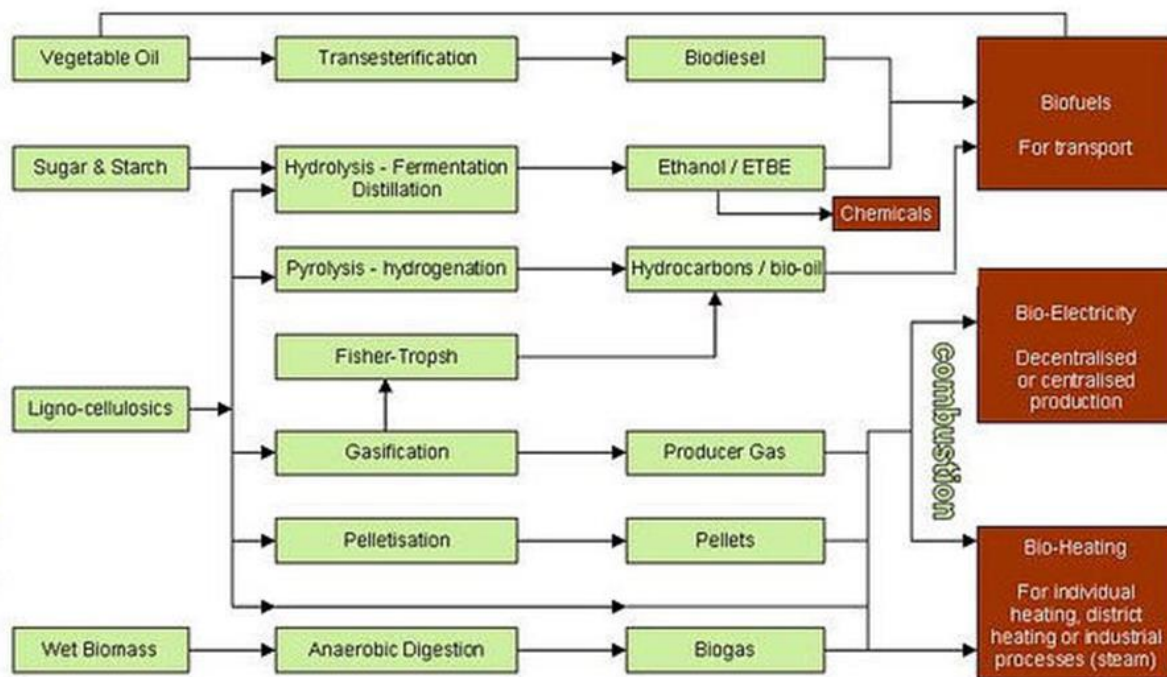 Vegetable Oil
Transesterification
Biodiesel
Biofuels
For transport
Sugar & Starch
Hydrolysis - Fermentation
Distillation
Ethanol / ETBE
Chemicals
Pyrolysis - hydrogenation
Hydrocarbons / bio-oil
Fisher-Tropsh
Bio-Electricity
Decentralised
or centralised
production
combustion
Ligno-cellulosics
Gasification
Producer Gas
Pelletisation
Pellets
Bio-Heating
For individual
heating, district
heating or industrial
processes (steam)
Wet Biomass
Anaerobic Digestion
Biogas